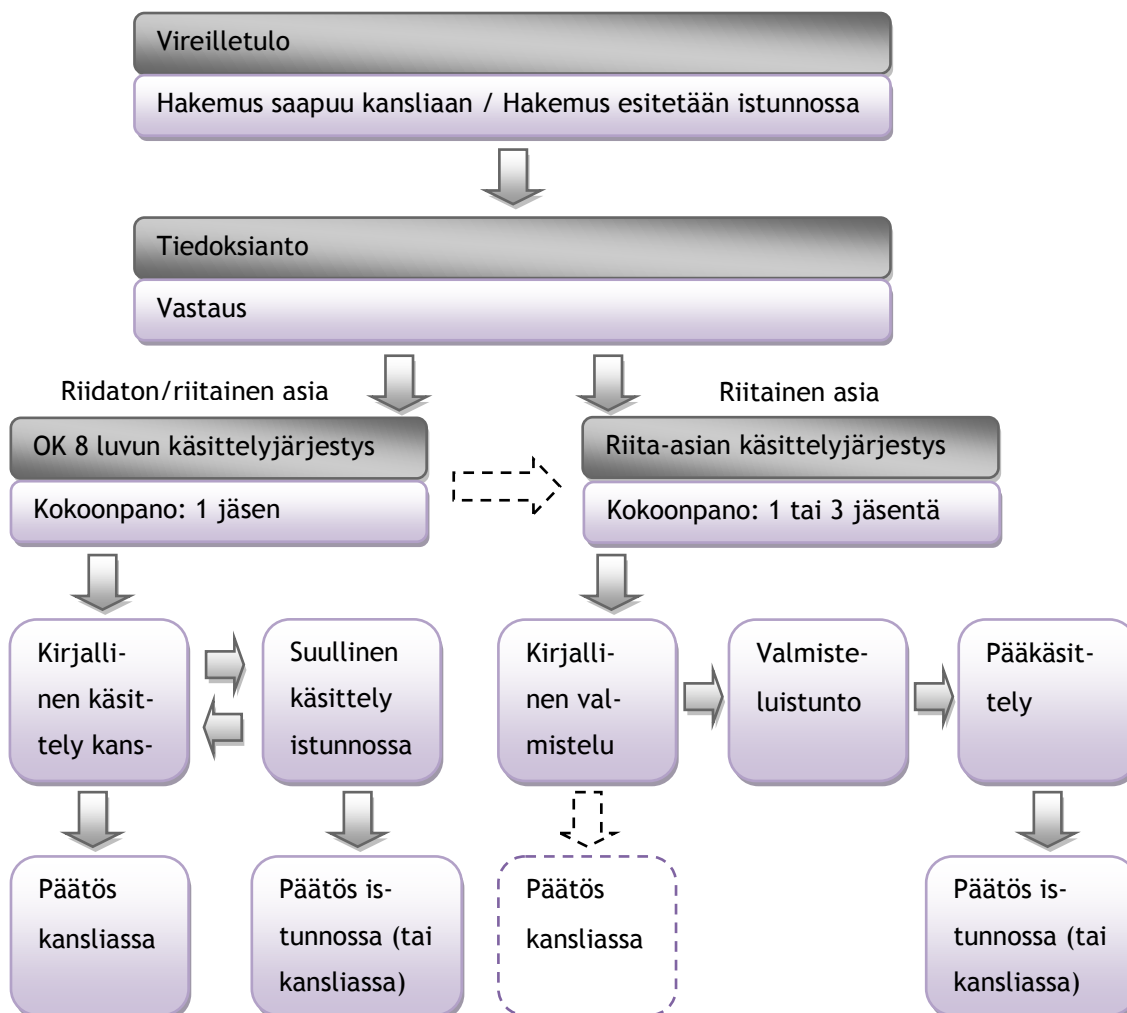 Vireilletulo
Hakemus saapuu kansliaan / Hakemus esitetään istunnossa
Tiedoksianto
Vastaus
Riidaton/riitainen asia
Riitainen asia
OK 8 luvun käsittelyjärjestys
Kokoonpano: 1 jäsen
Riita-asian käsittelyjärjestys
Kokoonpano: 1 tai 3 jäsentä
Kirjalli-
nen käsit-
tely kans-
Suullinen
käsittely
istunnossa
Kirjalli-
nen val-
mistelu
Valmiste-
luistunto
Pääkäsit-
tely
Päätös
kansliassa
Päätös is-
tunnossa (tai
kansliassa)
Päätös
kansliassa
Päätös is-
tunnossa (tai
kansliassa)